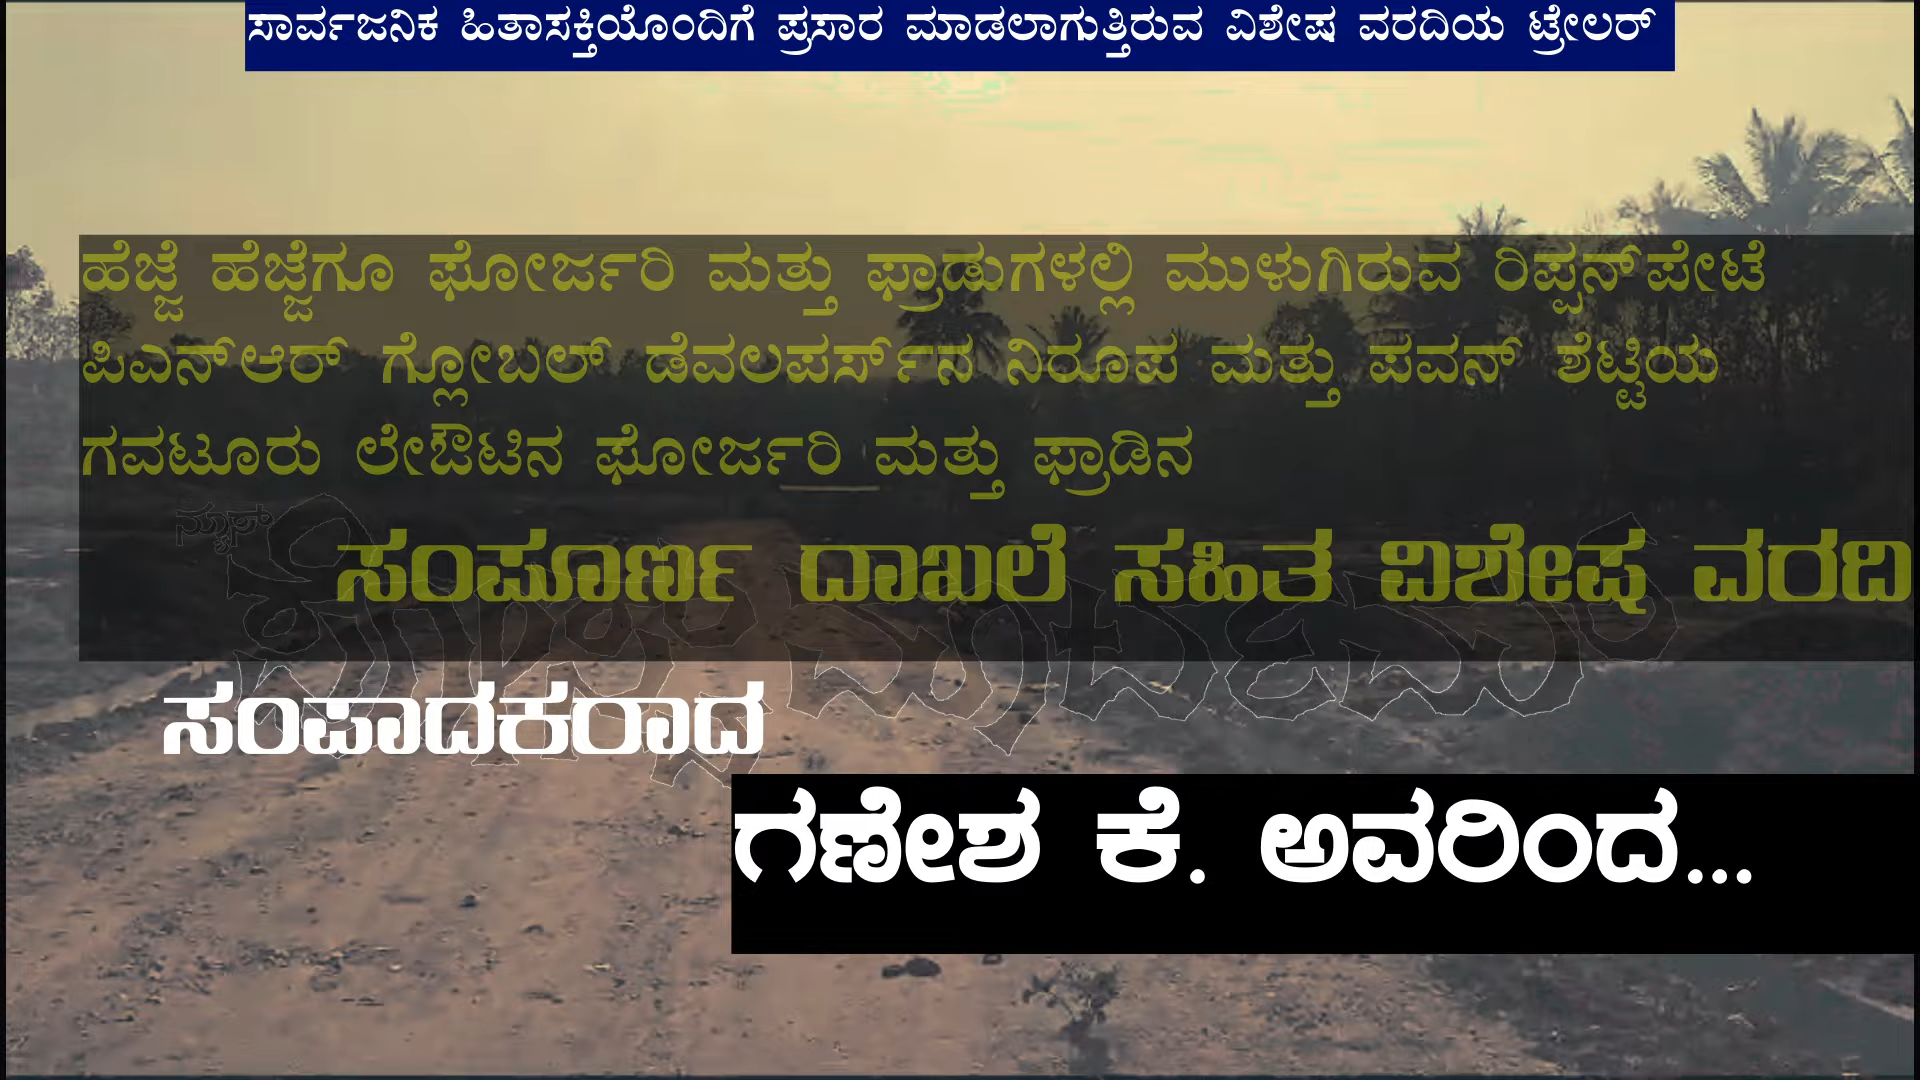 ಸಾರ್ವಜನಿಕ ಹಿತಾಸಕ್ತಿಯೊಂದಿಗೆ ಪ್ರಸಾರ ಮಾಡಲಾಗುತ್ತಿರುವ ವಿಶೇಷ ವರದಿಯ ಟ್ರೇಲರ್
ಹೆಜ್ಜೆ ಹೆಜ್ಜೆಗೂ ಫೋರ್ಜರಿ ಮತ್ತು ಫ್ರಾಡುಗಳಲ್ಲಿ ಮುಳುಗಿರುವ ರಿಪ್ಪನ್‌ಪೇಟೆ
ಪಿಎನ್ಆರ್ ಗ್ಲೋಬಲ್ ಡೆವಲಪರ್ಸ್‌ನ ನಿರೂಪ ಮತ್ತು ಪವನ್ ಶೆಟ್ಟಿಯ
ಗವಟೂರು ಲೇಔಟಿನ ಫೋರ್ಜರಿ ಮತ್ತು ಫ್ರಾಡಿನ
ನ್ಯೂಸ್
ಸಂಪೂರ್ಣ ದಾಖಲೆ ಸಹಿತ ವಿಶೇಷ ವರದಿ
ಸಂಪಾದಕರಾದ
ಗಣೇಶ ಕೆ. ಅವರಿಂದ...